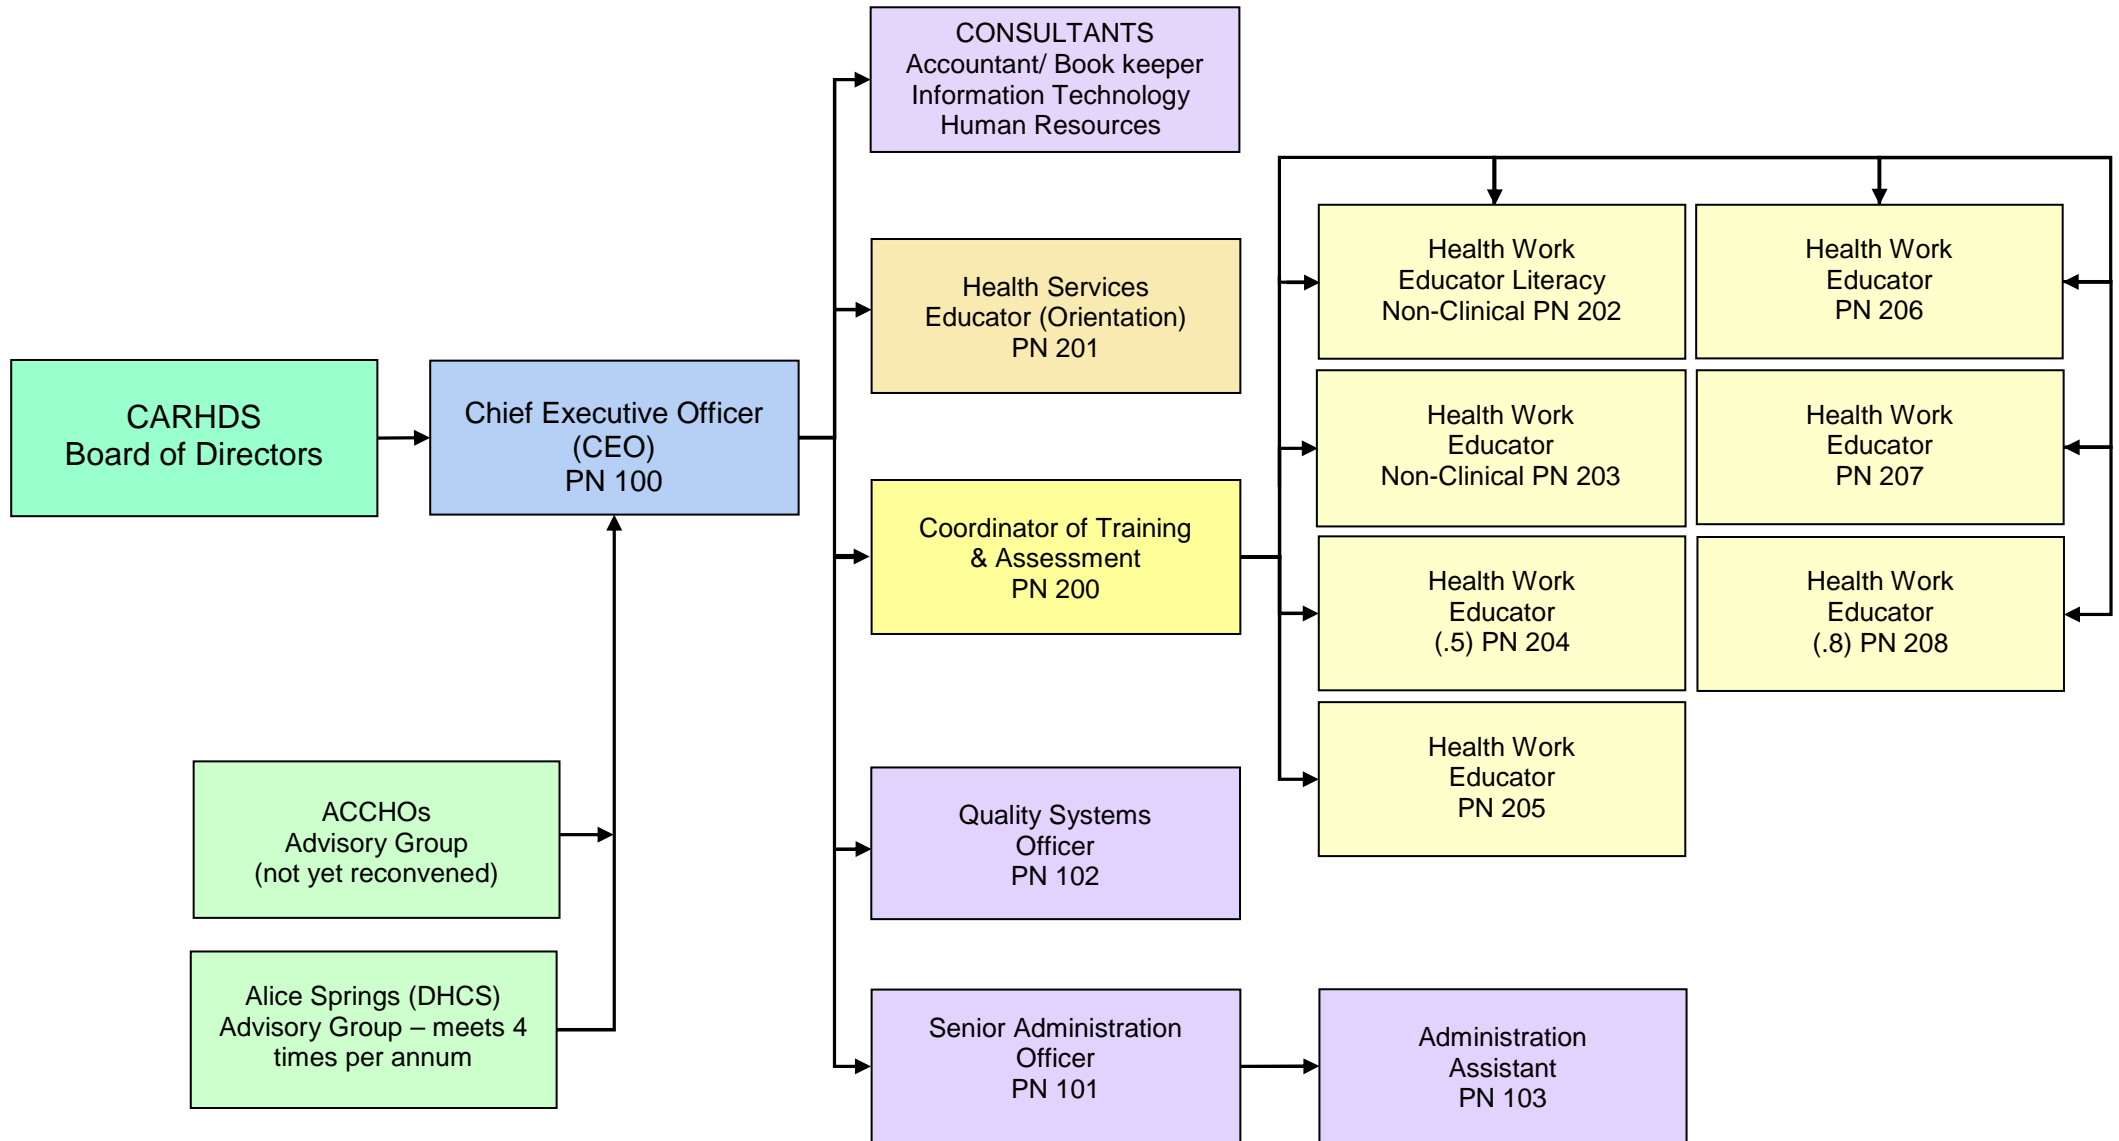 CONSULTANTS
Accountant/ Book keeper
Information Technology
Human Resources
Health Services
Educator (Orientation)
PN 201
CARHDS
Board of Directors
Chief Executive Officer
(CEO)
PN 100
Coordinator of Training
& Assessment
PN 200
Health Work
Educator Literacy
Non-Clinical PN 202
Health Work
Educator
PN 206
Health Work
Educator
Non-Clinical PN 203
Health Work
Educator
PN 207
Health Work
Educator
(.5) PN 204
Health Work
Educator
(.8) PN 208
Health Work
Educator
PN 205
ACCHOs
Advisory Group
(not yet reconvened)
Quality Systems
Officer
PN 102
Alice Springs (DHCS)
Advisory Group – meets 4
times per annum
Senior Administration
Officer
PN 101
Administration
Assistant
PN 103